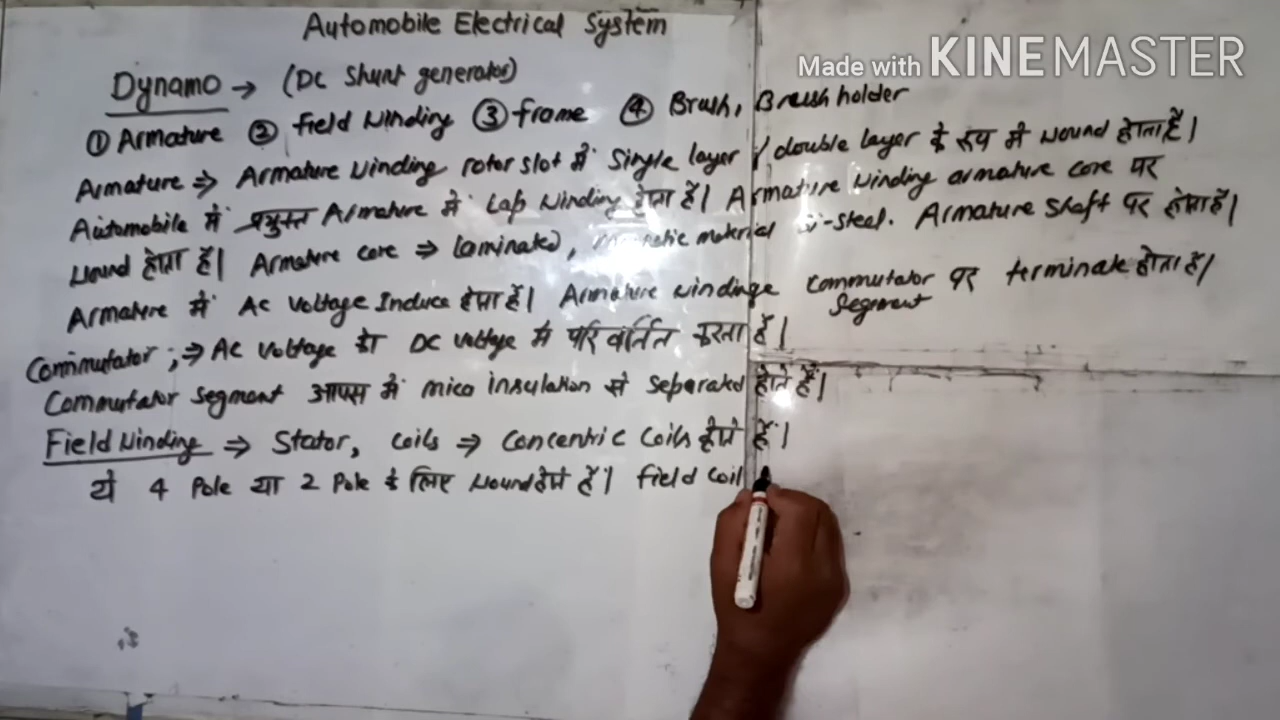 Automobile Electrical System
Made with KINEMASTER
Dynamo → (DC Shunt generator)
① Armature ② field winding ③ frame ④ Brush, Brush holder
Armature ⇒ Armature winding rotor slot में single layer / double layer के रूप में wound होता है।
Automobile में प्रयुक्त Armature में Lap winding होता है। Armature winding armature core पर
wound होता है। Armature core ⇒ Laminated, material si-steel. Armature shaft पर होता है।
Armature में AC voltage Induce होता है। Armature winding commutator segment पर terminate होता है।
Commutator ;⇒ AC voltage को DC voltage में परिवर्तित करता है।
Commutator segment आपस में mica insulation से separated होते हैं।
Field winding ⇒ Stator, coils ⇒ Concentric coils होते हैं।
ये 4 Pole या 2 Pole के लिए wound होते हैं। field coil